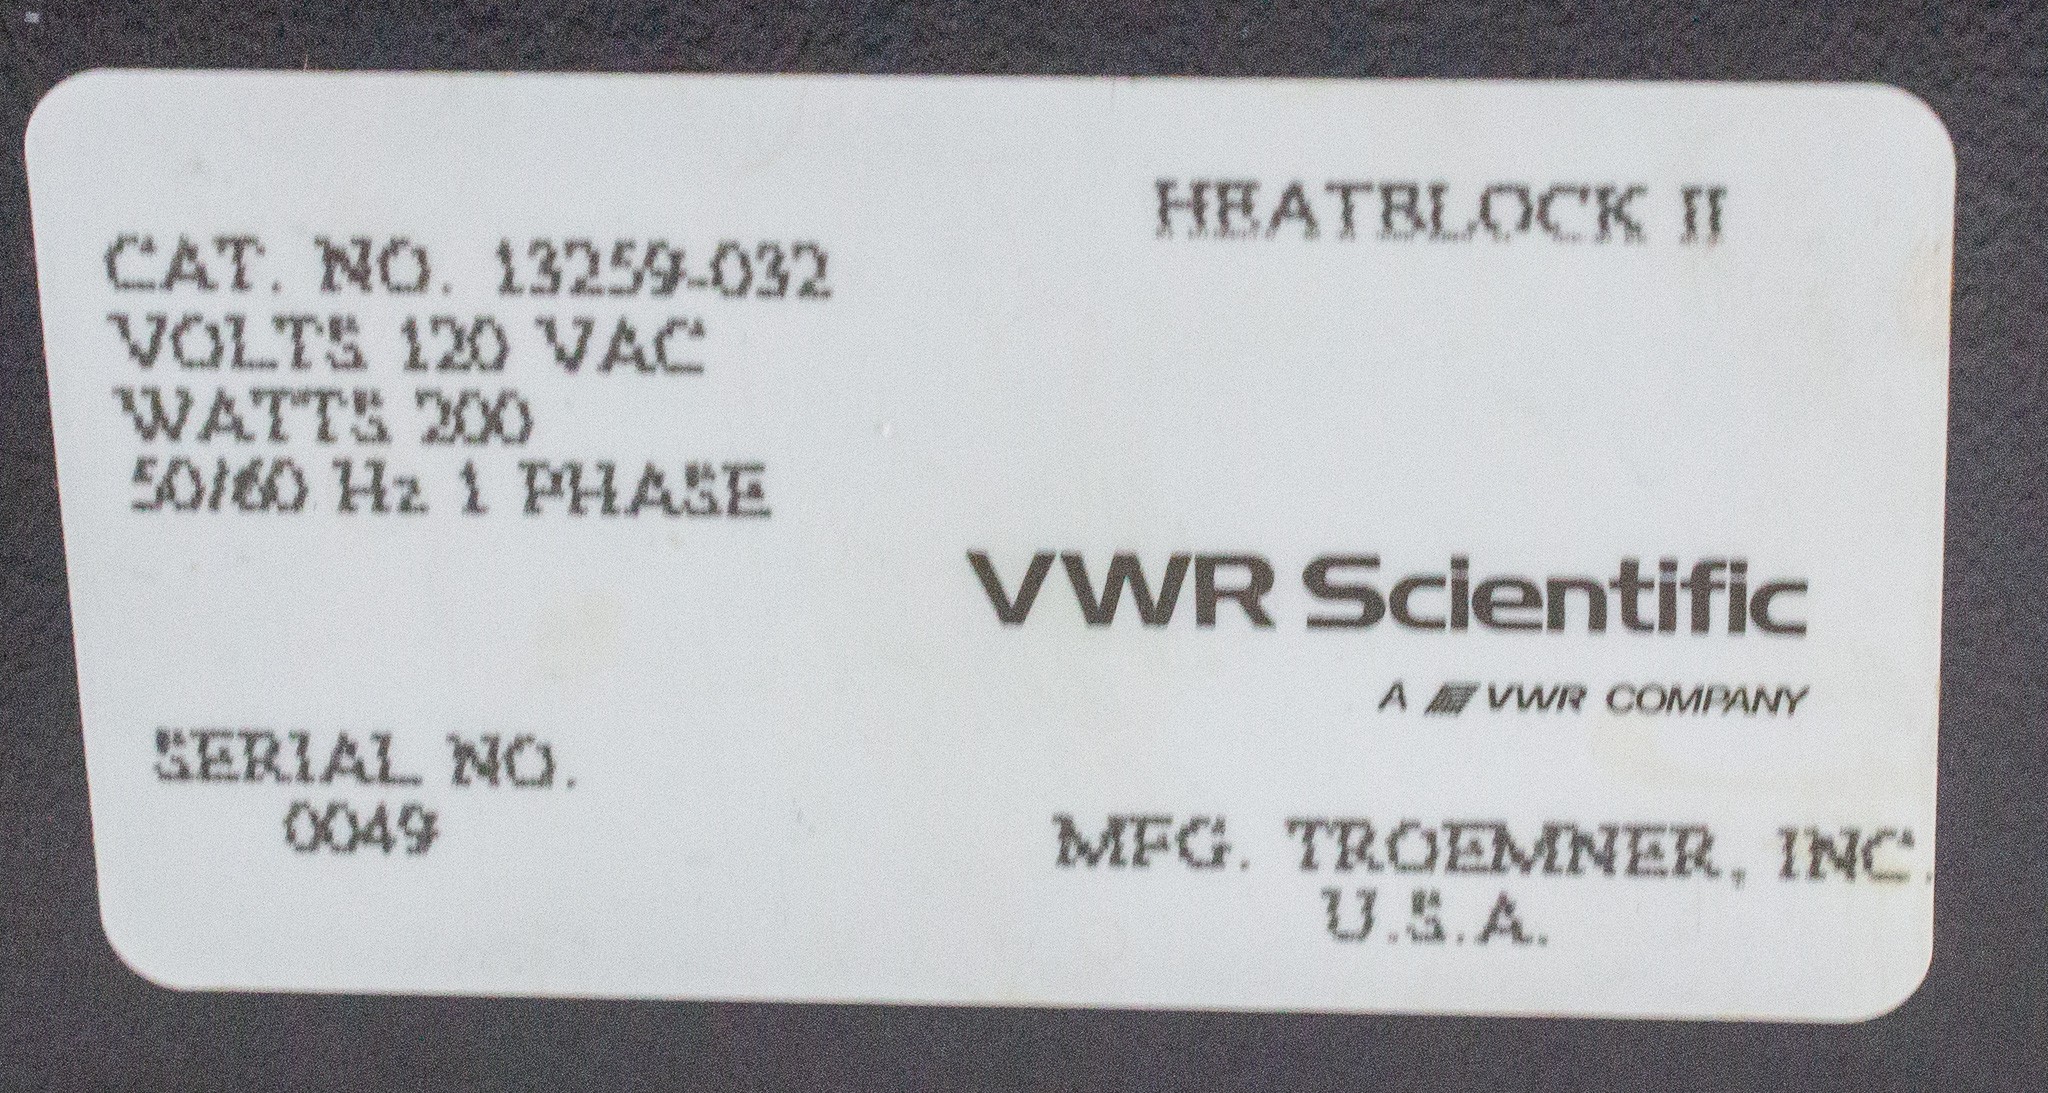 HEATBLOCK II
CAT. NO. 13259-032
VOLTS 120 VAC
WATTS 200
50/60 Hz 1 PHASE
VWR Scientific
A VWR COMPANY
SERIAL NO.
0049
MFG. TROEMNER, INC.
U.S.A.